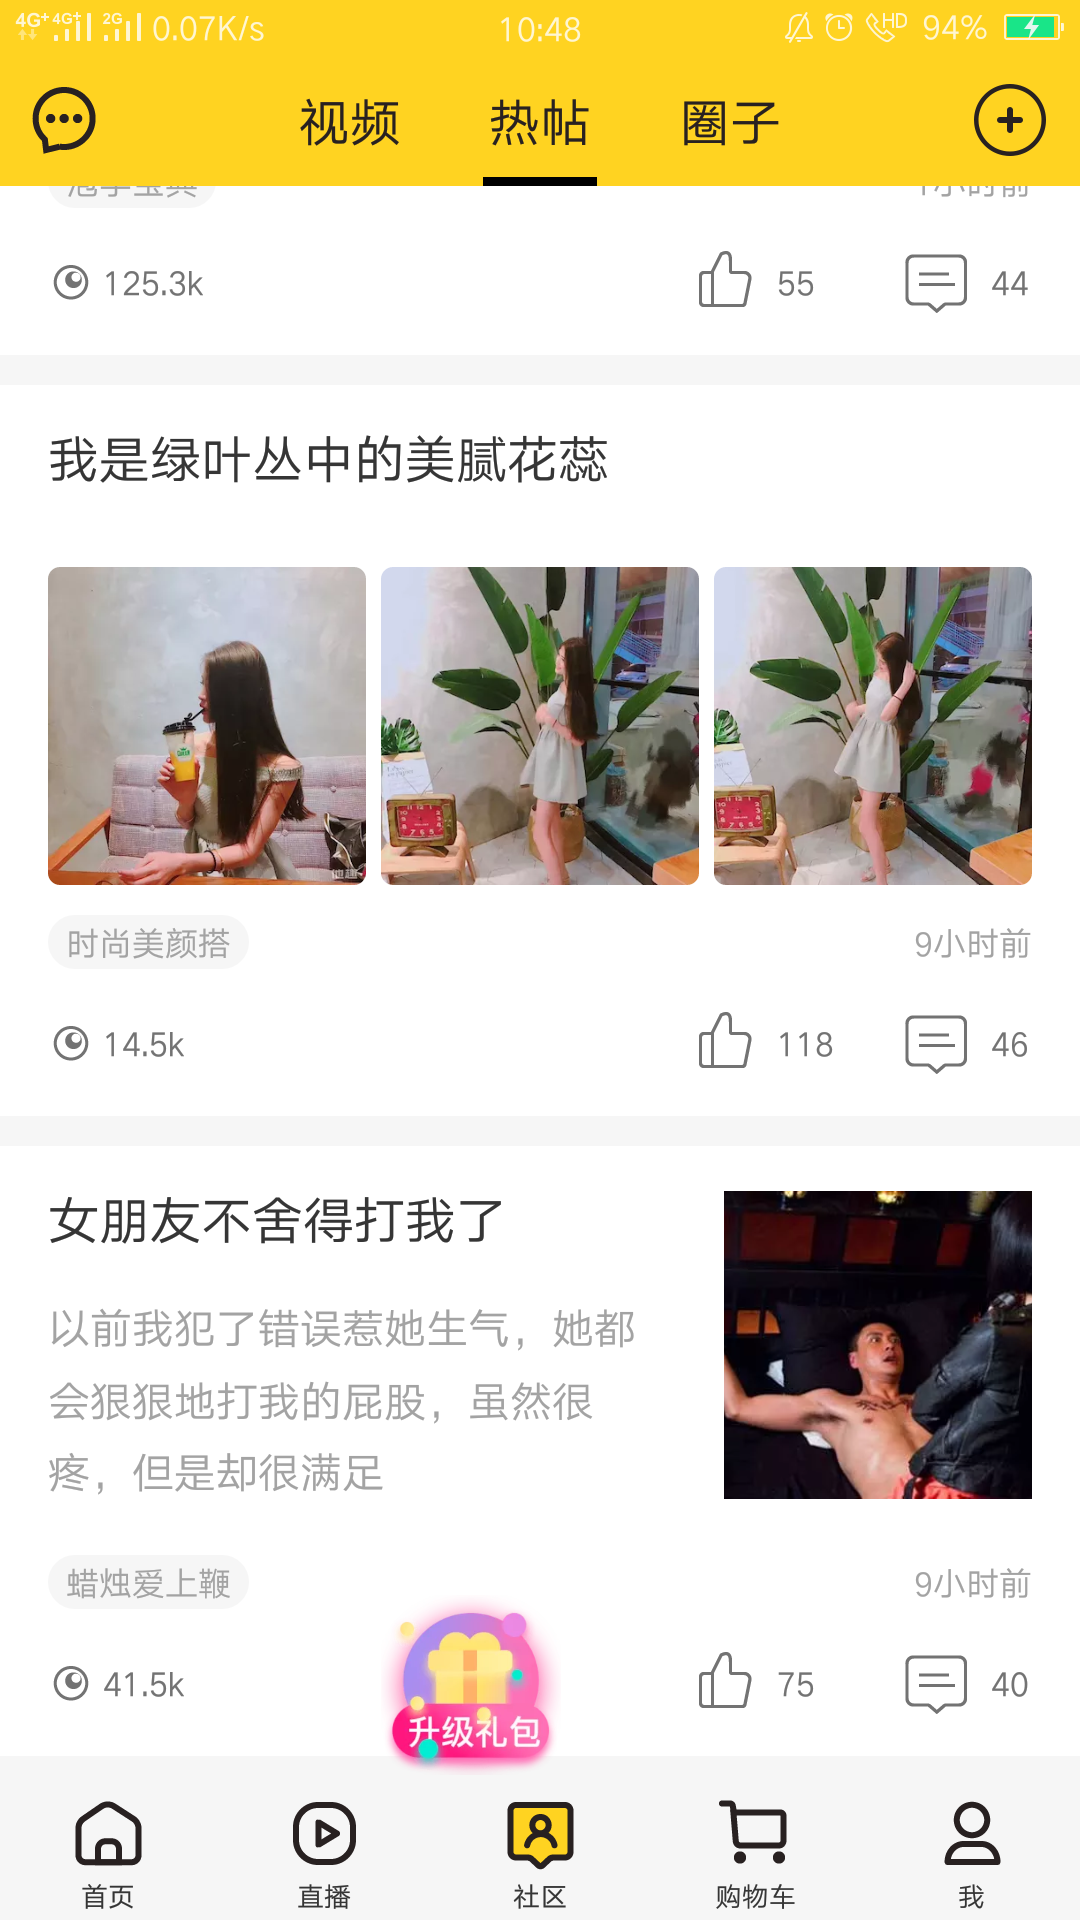 4G+ 4G+ 2G 0.07K/s 10:48 HD 94%
视频 热帖 圈子
1小时前
125.3k 55 44
我是绿叶丛中的美腻花蕊
时尚美颜搭 9小时前
14.5k 118 46
女朋友不舍得打我了
以前我犯了错误惹她生气，她都
会狠狠地打我的屁股，虽然很
疼，但是却很满足
蜡烛爱上鞭 9小时前
41.5k 75 40
升级礼包
首页 直播 社区 购物车 我